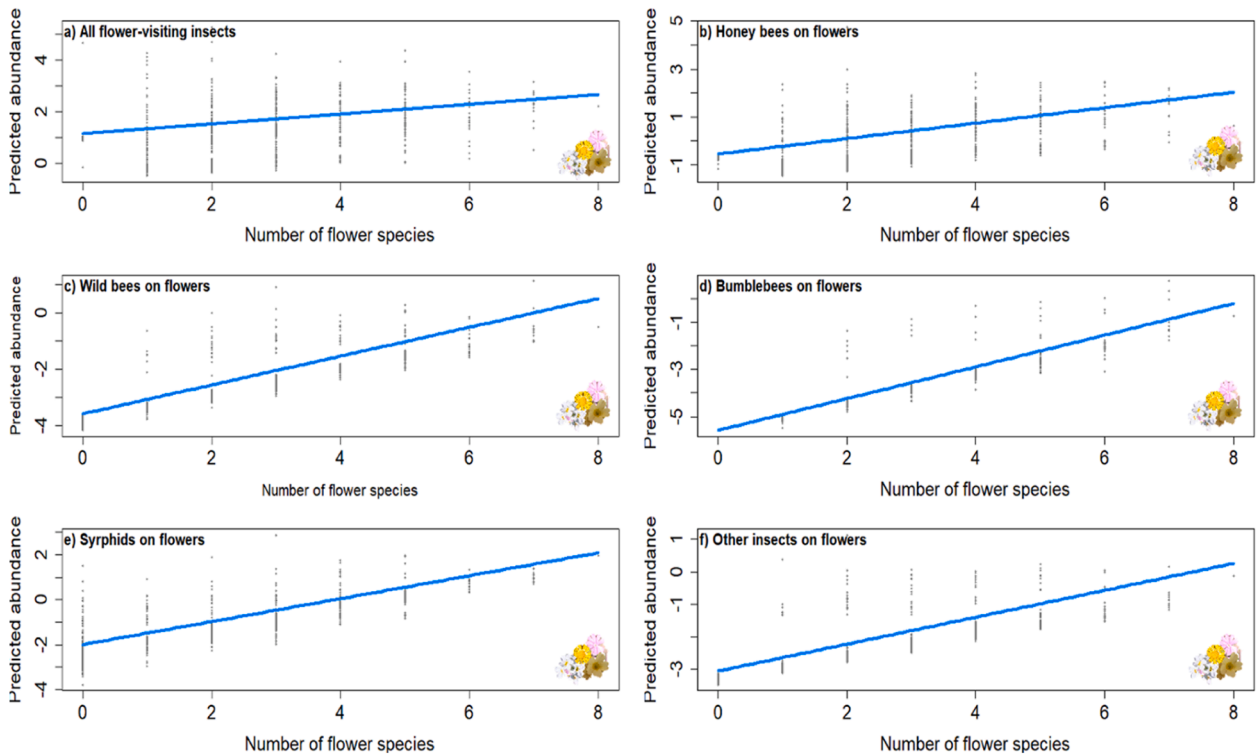 a) All flower-visiting insects
Predicted abundance
4
2
0
0 2 4 6 8
Number of flower species
b) Honey bees on flowers
Predicted abundance
5
3
1
-1
0 2 4 6 8
Number of flower species
c) Wild bees on flowers
Predicted abundance
0
-2
-4
0 2 4 6 8
Number of flower species
d) Bumblebees on flowers
Predicted abundance
-1
-3
-5
0 2 4 6 8
Number of flower species
e) Syrphids on flowers
Predicted abundance
2
0
-2
-4
0 2 4 6 8
Number of flower species
f) Other insects on flowers
Predicted abundance
1
0
-1
-3
0 2 4 6 8
Number of flower species